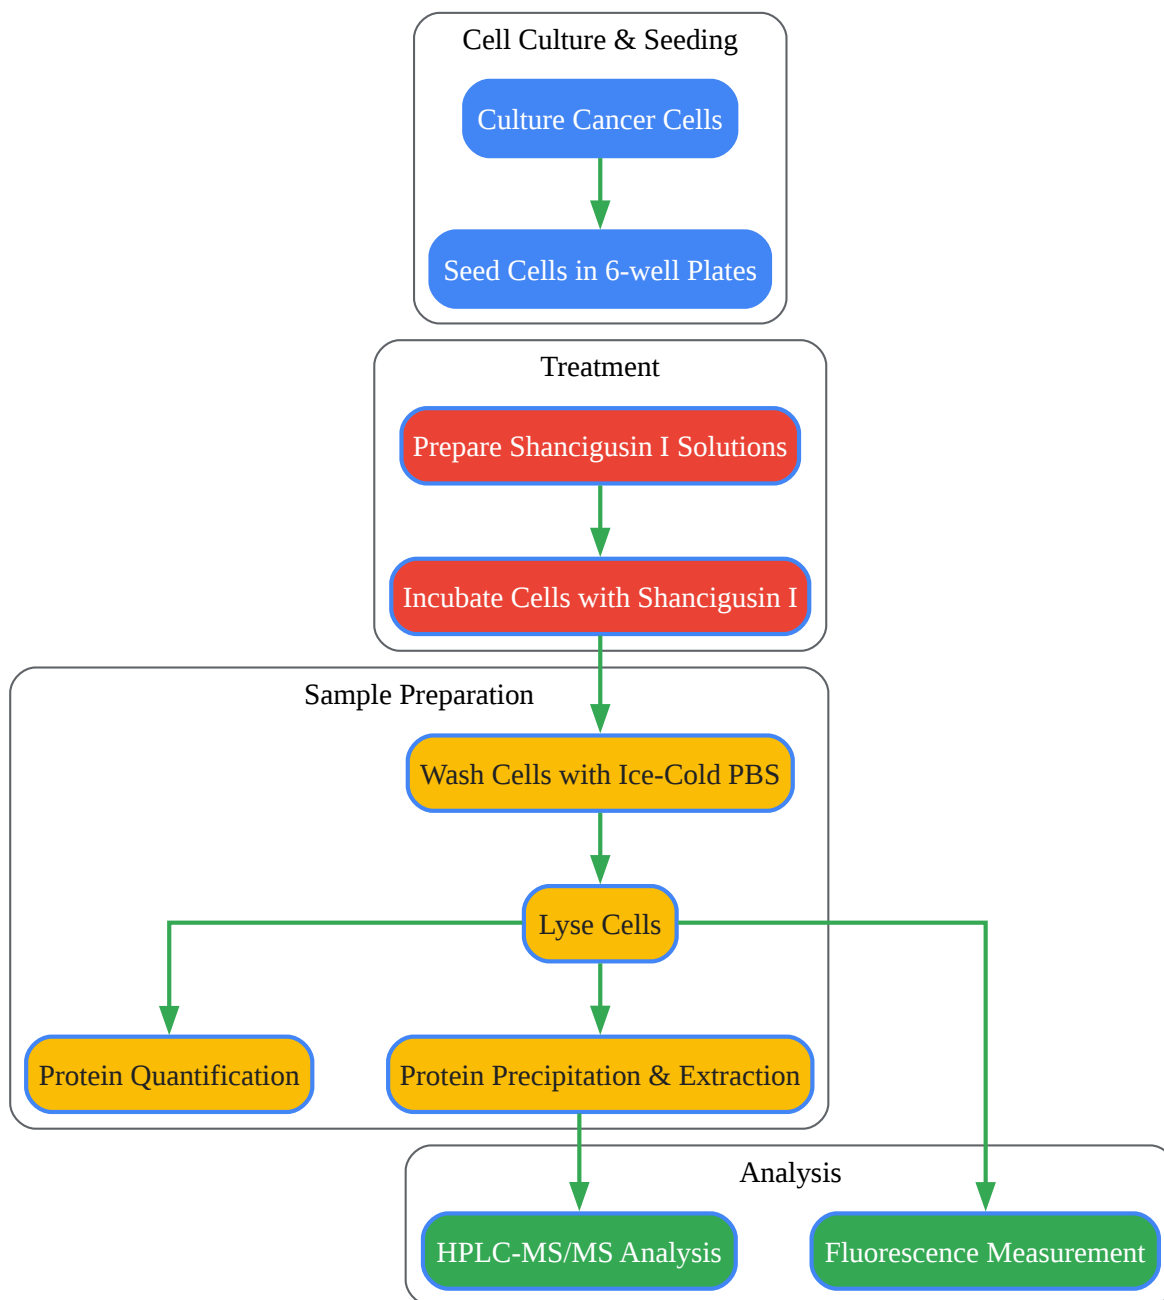 Cell Culture & Seeding
Culture Cancer Cells
Seed Cells in 6-well Plates
Treatment
Prepare Shancigusin I Solutions
Incubate Cells with Shancigusin I
Sample Preparation
Wash Cells with Ice-Cold PBS
Lyse Cells
Protein Quantification
Protein Precipitation & Extraction
Analysis
HPLC-MS/MS Analysis
Fluorescence Measurement